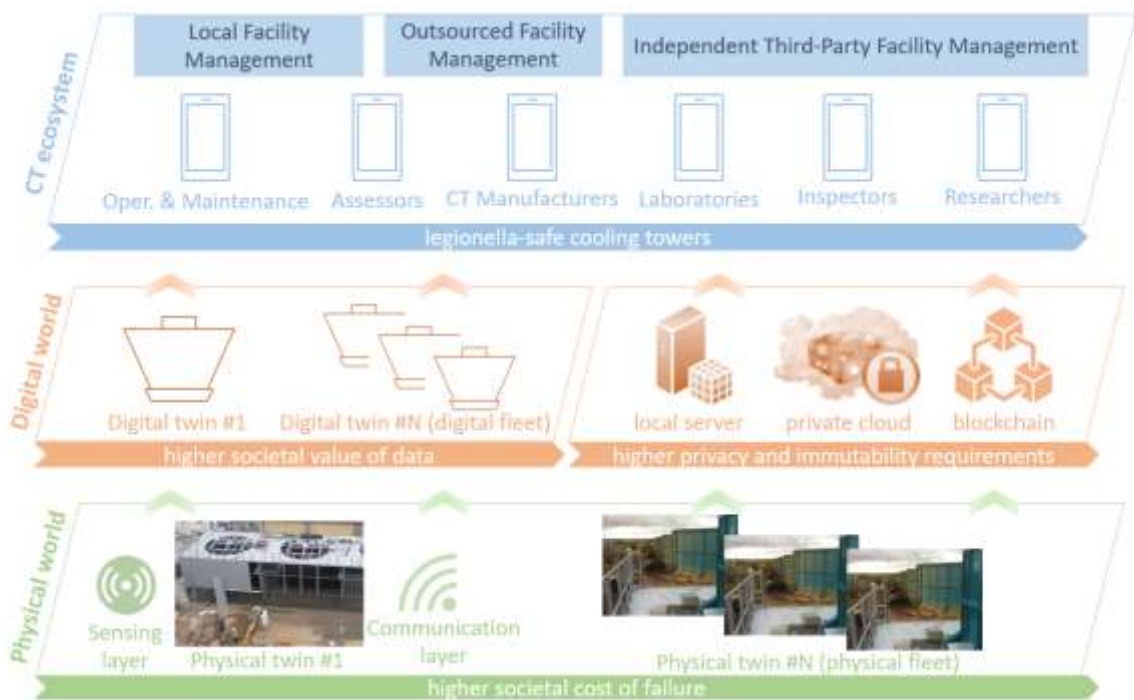 Local Facility
Management
Outsourced Facility
Management
Independent Third-Party Facility Management
CT ecosystem
Oper. & Maintenance
Assessors
CT Manufacturers
Laboratories
Inspectors
Researchers
legionella-safe cooling towers
Digital world
Digital twin #1
Digital twin #N (digital fleet)
local server
private cloud
blockchain
higher societal value of data
higher privacy and immutability requirements
Physical world
Sensing
layer
Physical twin #1
Communication
layer
Physical twin #N (physical fleet)
higher societal cost of failure